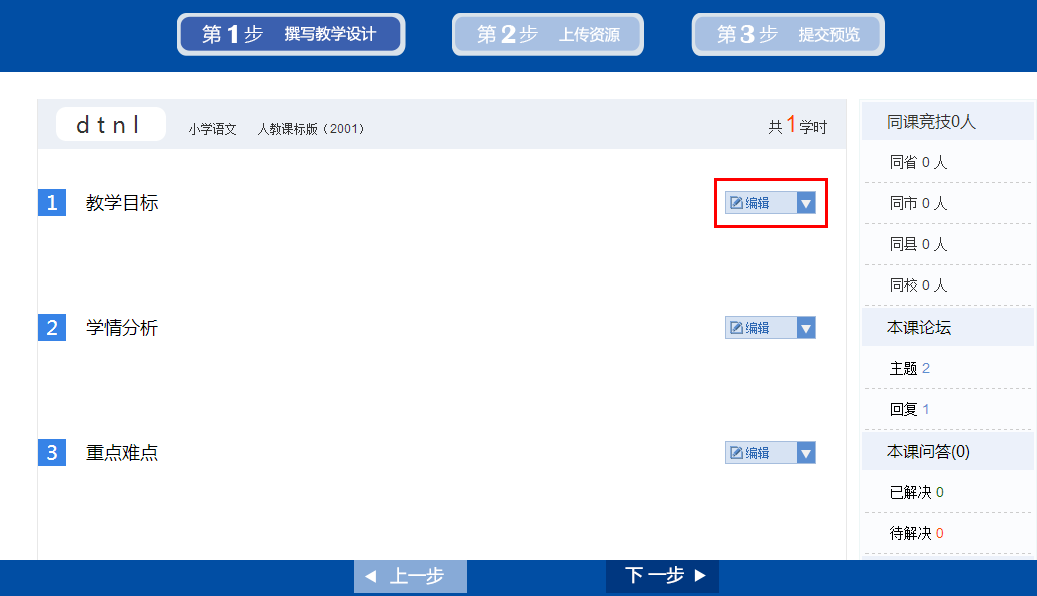 第1步 撰写教学设计 第2步 上传资源 第3步 提交预览
dtnl 小学语文 人教课标版（2001） 共1学时
1 教学目标 编辑
2 学情分析 编辑
3 重点难点 编辑
同课竞技0人
同省 0 人
同市 0 人
同县 0 人
同校 0 人
本课论坛
主题 2
回复 1
本课问答(0)
已解决 0
待解决 0
上一步 下一步